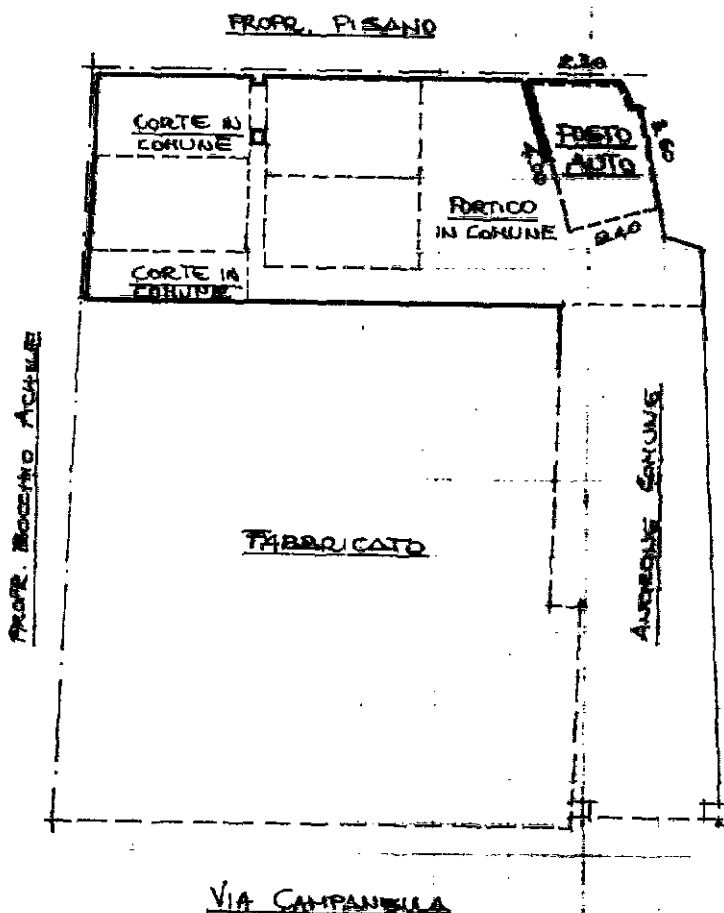 PROPR. PISANO
2.30
CORTE IN
COMUNE
POSTO
AUTO
PORTICO
IN COMUNE
2.40
CORTE IN
COMUNE
PROPR. ACHILLE
ANDRONE COMUNE
FABBRICATO
VIA CAMPANELLA